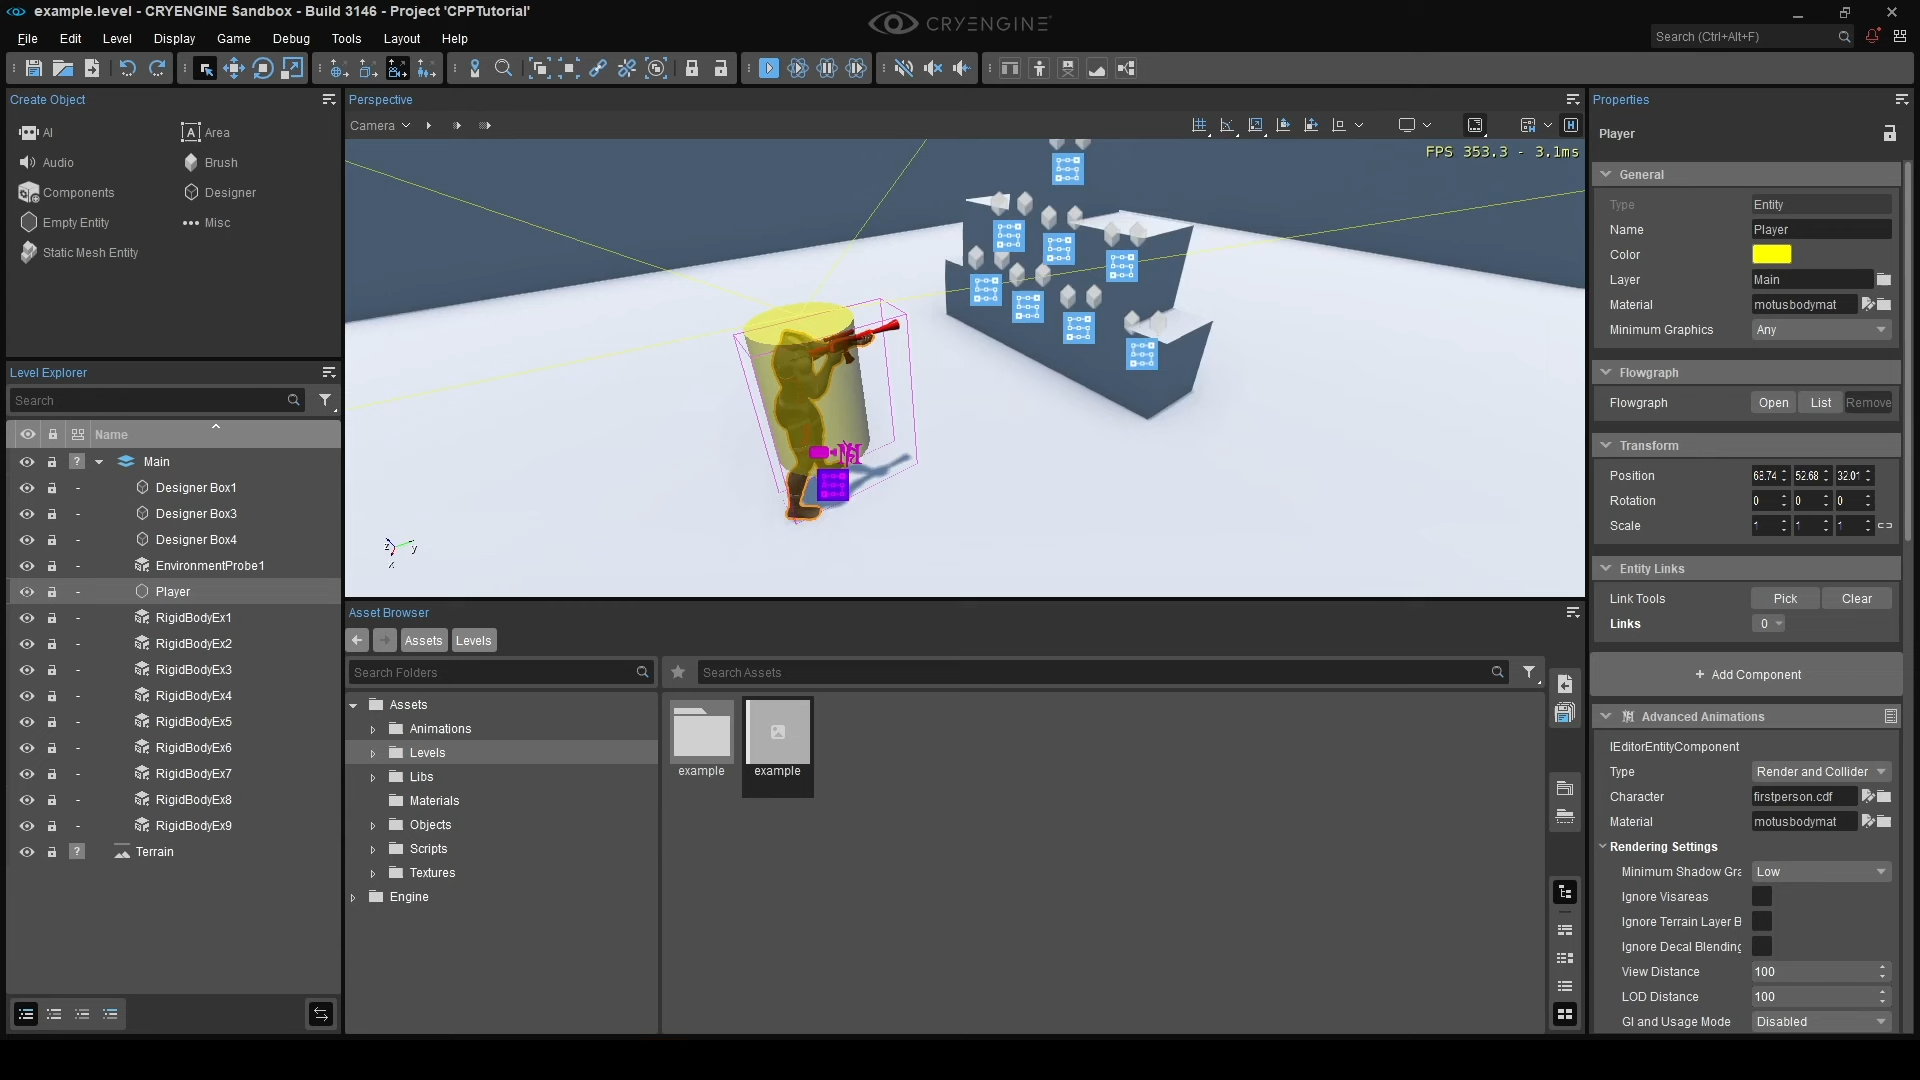 example.level - CRYENGINE Sandbox - Build 3146 - Project 'CPPTutorial'
CRYENGINE
File Edit Level Display Game Debug Tools Layout Help
Search (Ctrl+Alt+F)
Create Object
AI Area
Audio Brush
Components Designer
Empty Entity Misc
Static Mesh Entity
Level Explorer
Search
Name
? Main
- Designer Box1
- Designer Box3
- Designer Box4
- EnvironmentProbe1
- Player
- RigidBodyEx1
- RigidBodyEx2
- RigidBodyEx3
- RigidBodyEx4
- RigidBodyEx5
- RigidBodyEx6
- RigidBodyEx7
- RigidBodyEx8
- RigidBodyEx9
? Terrain
Perspective
Camera
FPS 353.3 - 3.1ms
z y
x
Asset Browser
Assets Levels
Search Folders
Search Assets
Assets
Animations
Levels
Libs
Materials
Objects
Scripts
Textures
Engine
example example
Properties
Player
General
Type Entity
Name Player
Color
Layer Main
Material motusbodymat
Minimum Graphics Any
Flowgraph
Flowgraph Open List Remove
Transform
Position 68.74 52.68 32.01
Rotation 0 0 0
Scale 1 1 1
Entity Links
Link Tools Pick Clear
Links 0
+ Add Component
Advanced Animations
IEditorEntityComponent
Type Render and Collider
Character firstperson.cdf
Material motusbodymat
Rendering Settings
Minimum Shadow Gra Low
Ignore Visareas
Ignore Terrain Layer B
Ignore Decal Blending
View Distance 100
LOD Distance 100
GI and Usage Mode Disabled